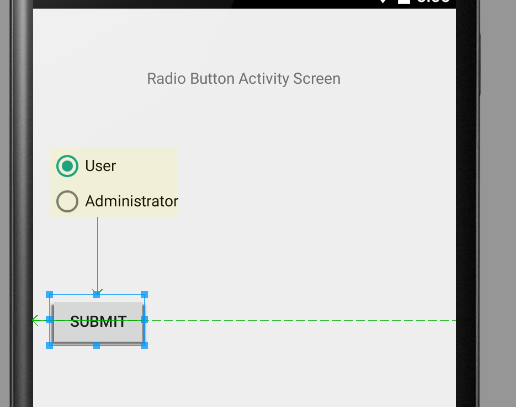 Radio Button Activity Screen
User
Administrator
SUBMIT